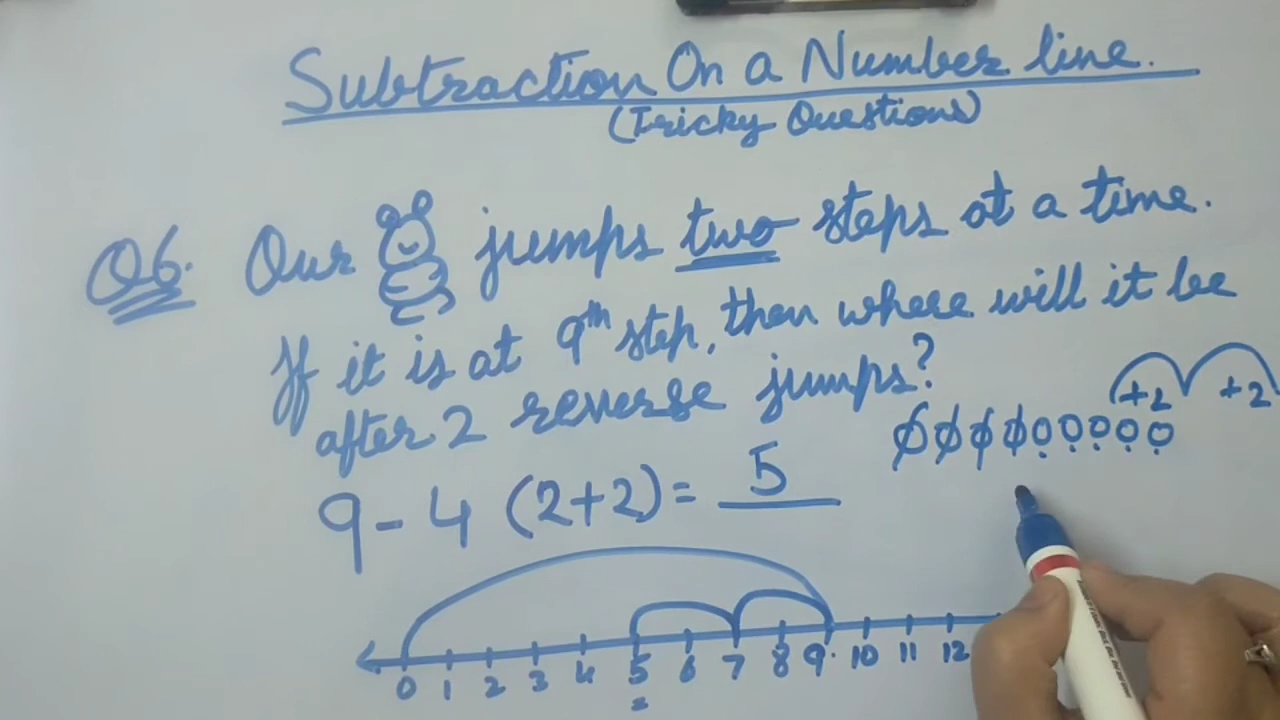 Subtraction On a Number line.
(Tricky Questions)
Q6. Our jumps two steps at a time.
If it is at 9th step, then where will it be
after 2 reverse jumps?
+2 +2
9 - 4 (2+2) = 5
0 1 2 3 4 5 6 7 8 9 10 11 12